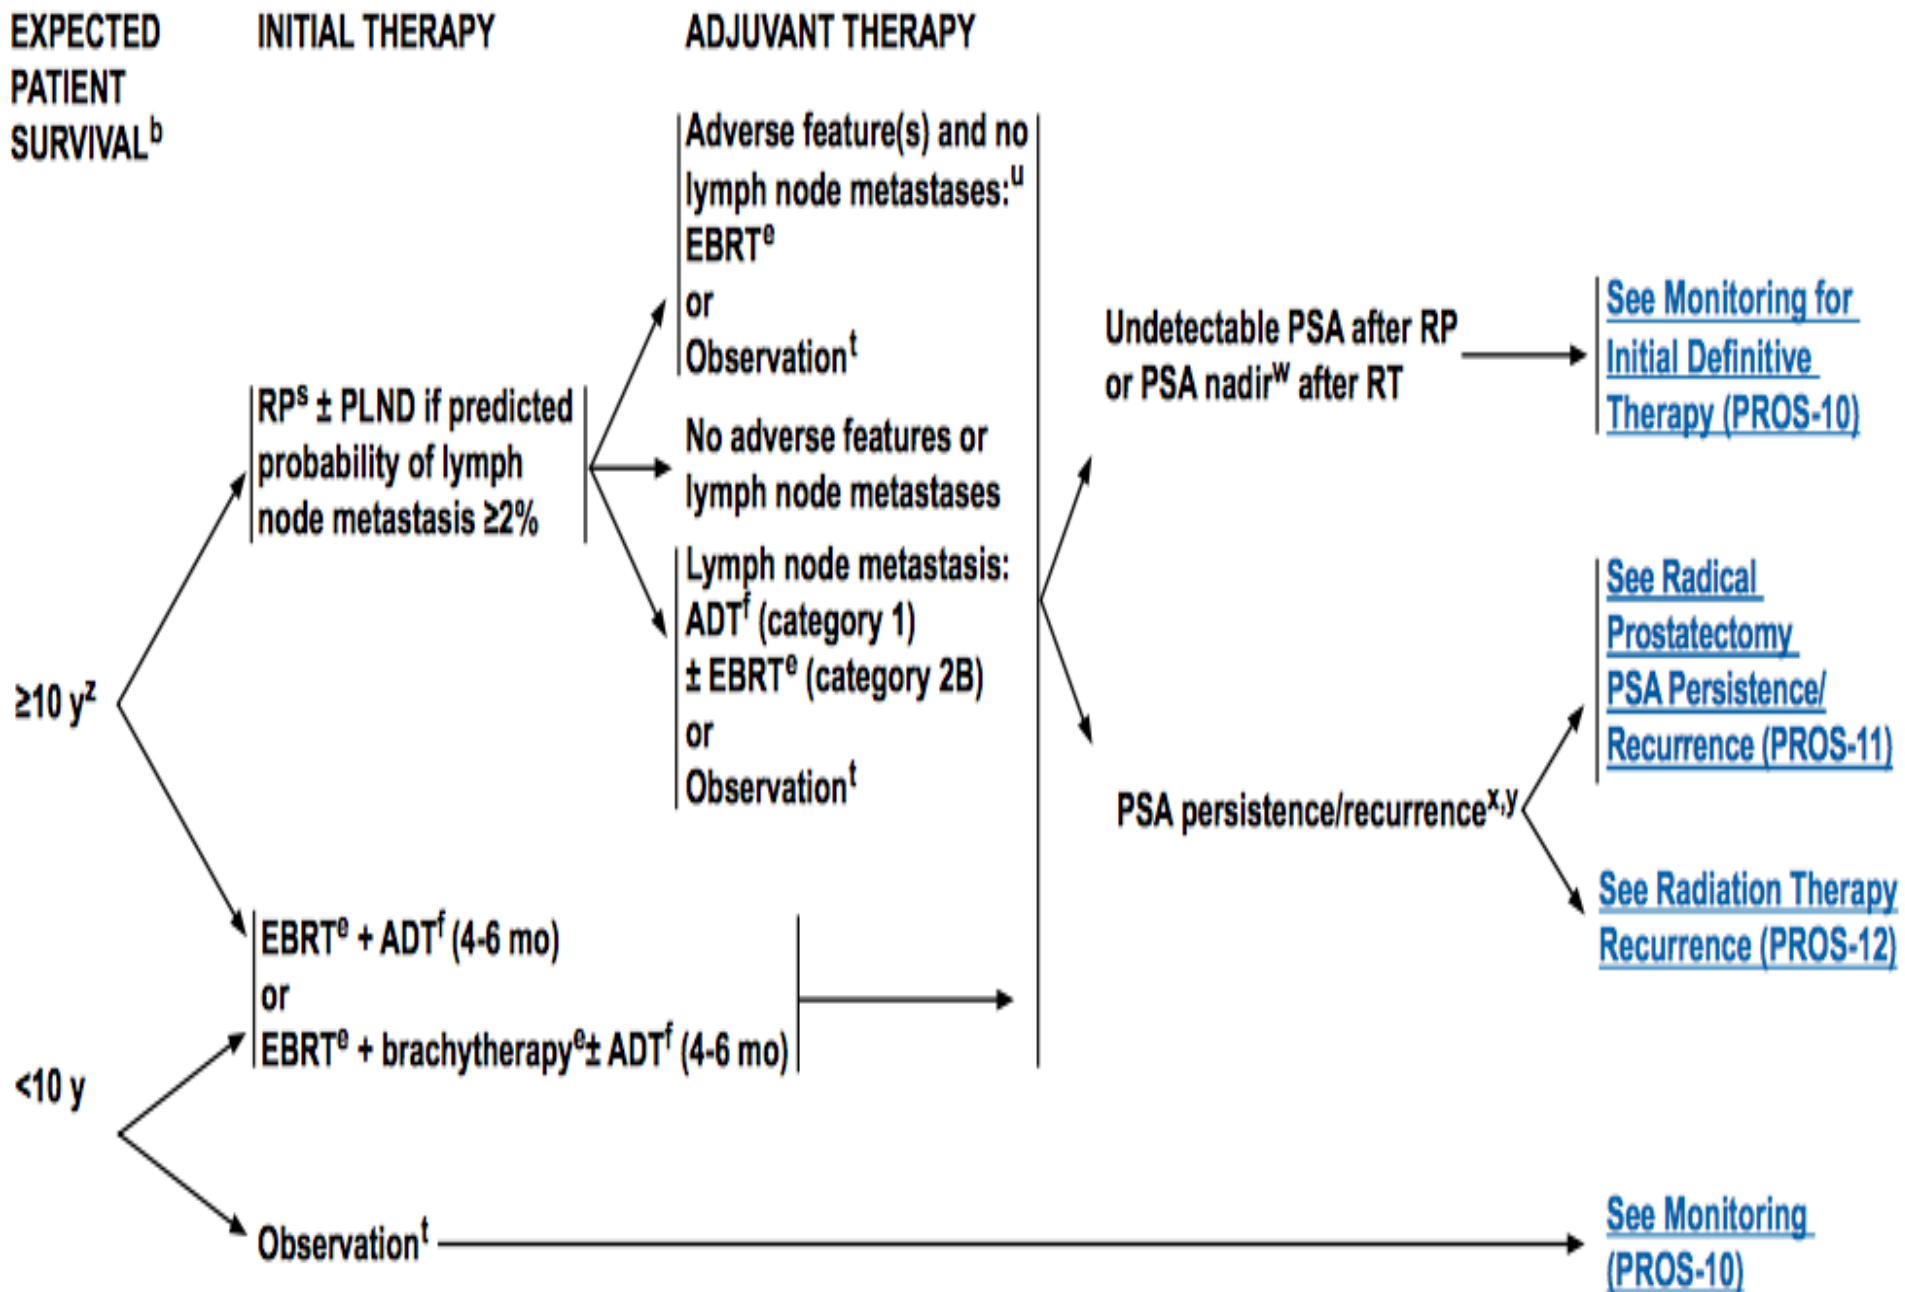 EXPECTED
PATIENT
SURVIVALᵇ
INITIAL THERAPY
ADJUVANT THERAPY
≥10 yᶻ
<10 y
RPˢ ± PLND if predicted
probability of lymph
node metastasis ≥2%
EBRTᵉ + ADTᶠ (4-6 mo)
or
EBRTᵉ + brachytherapyᵉ± ADTᶠ (4-6 mo)
Observationᵗ
Adverse feature(s) and no
lymph node metastases:ᵘ
EBRTᵉ
or
Observationᵗ
No adverse features or
lymph node metastases
Lymph node metastasis:
ADTᶠ (category 1)
± EBRTᵉ (category 2B)
or
Observationᵗ
Undetectable PSA after RP
or PSA nadirʷ after RT
PSA persistence/recurrenceˣ,ʸ
See Monitoring for
Initial Definitive
Therapy (PROS-10)
See Radical
Prostatectomy
PSA Persistence/
Recurrence (PROS-11)
See Radiation Therapy
Recurrence (PROS-12)
See Monitoring
(PROS-10)